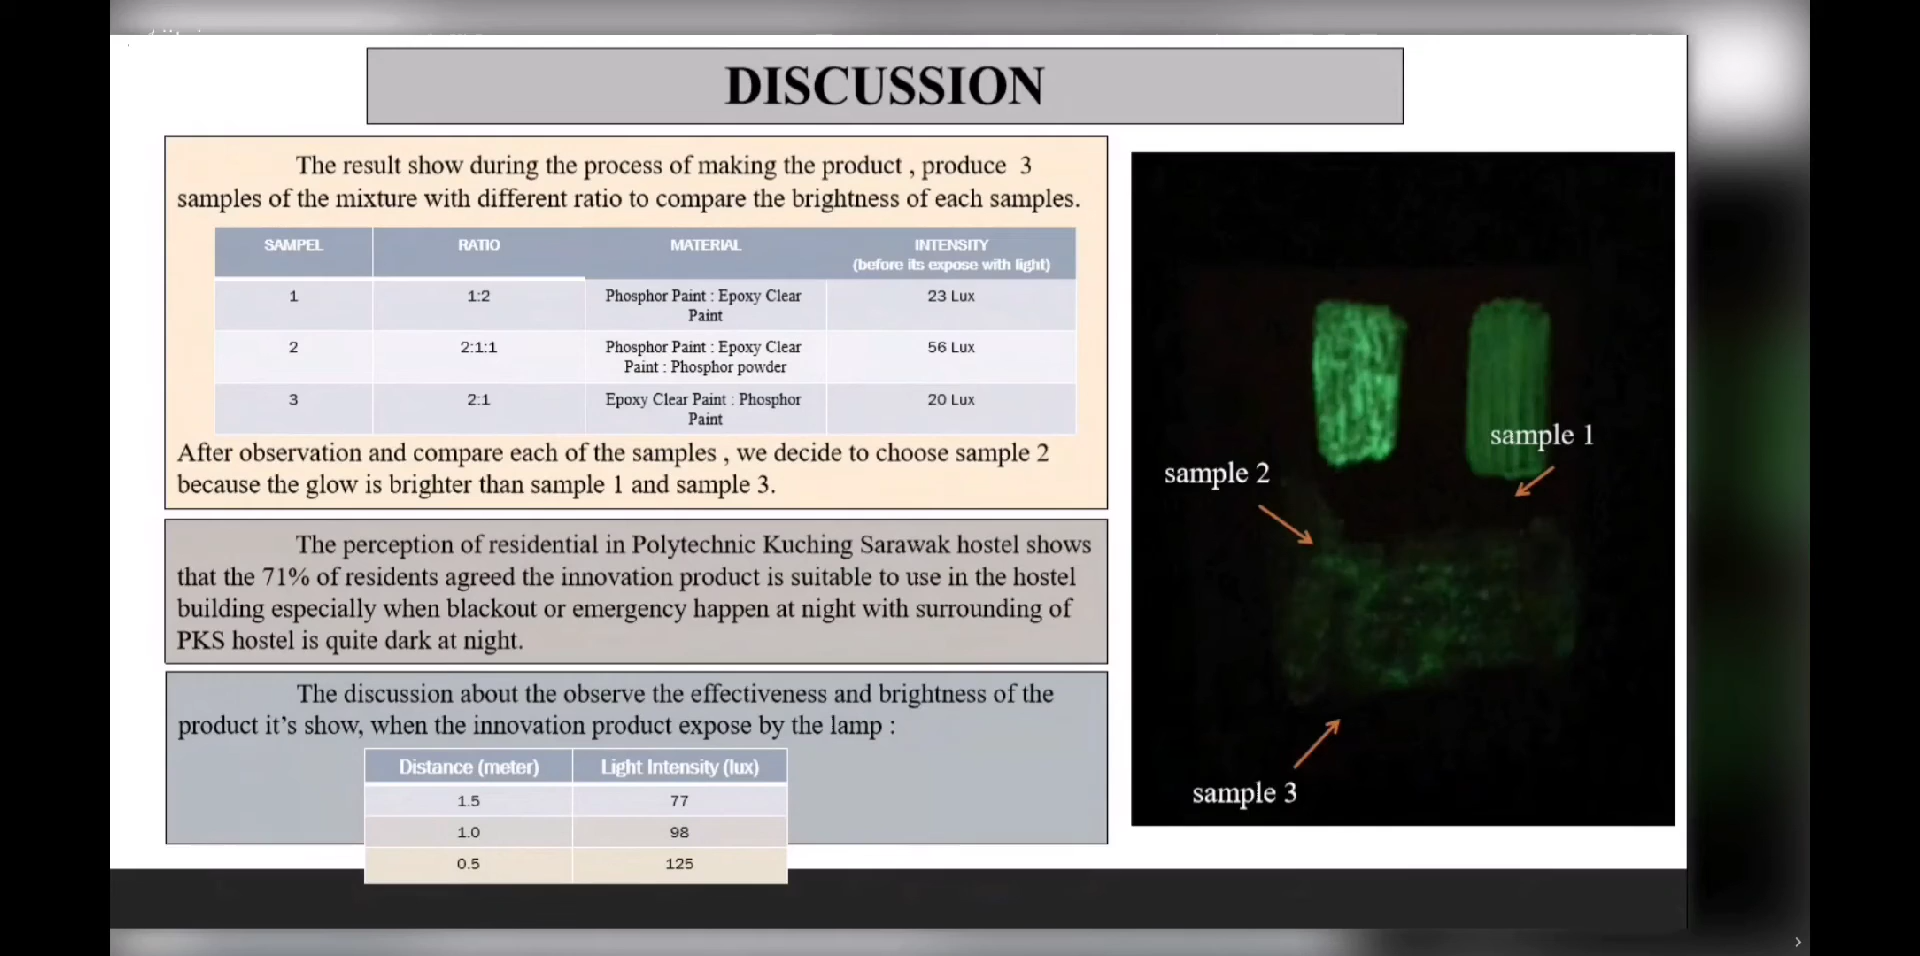 DISCUSSION
The result show during the process of making the product , produce 3
samples of the mixture with different ratio to compare the brightness of each samples.
SAMPEL RATIO MATERIAL INTENSITY
(before its expose with light)
1 1:2 Phosphor Paint : Epoxy Clear 23 Lux
Paint
2 2:1:1 Phosphor Paint : Epoxy Clear 56 Lux
Paint : Phosphor powder
3 2:1 Epoxy Clear Paint : Phosphor 20 Lux
Paint
After observation and compare each of the samples , we decide to choose sample 2
because the glow is brighter than sample 1 and sample 3.
The perception of residential in Polytechnic Kuching Sarawak hostel shows
that the 71% of residents agreed the innovation product is suitable to use in the hostel
building especially when blackout or emergency happen at night with surrounding of
PKS hostel is quite dark at night.
The discussion about the observe the effectiveness and brightness of the
product it's show, when the innovation product expose by the lamp :
Distance (meter) Light Intensity (lux)
1.5 77
1.0 98
0.5 125
sample 1
sample 2
sample 3